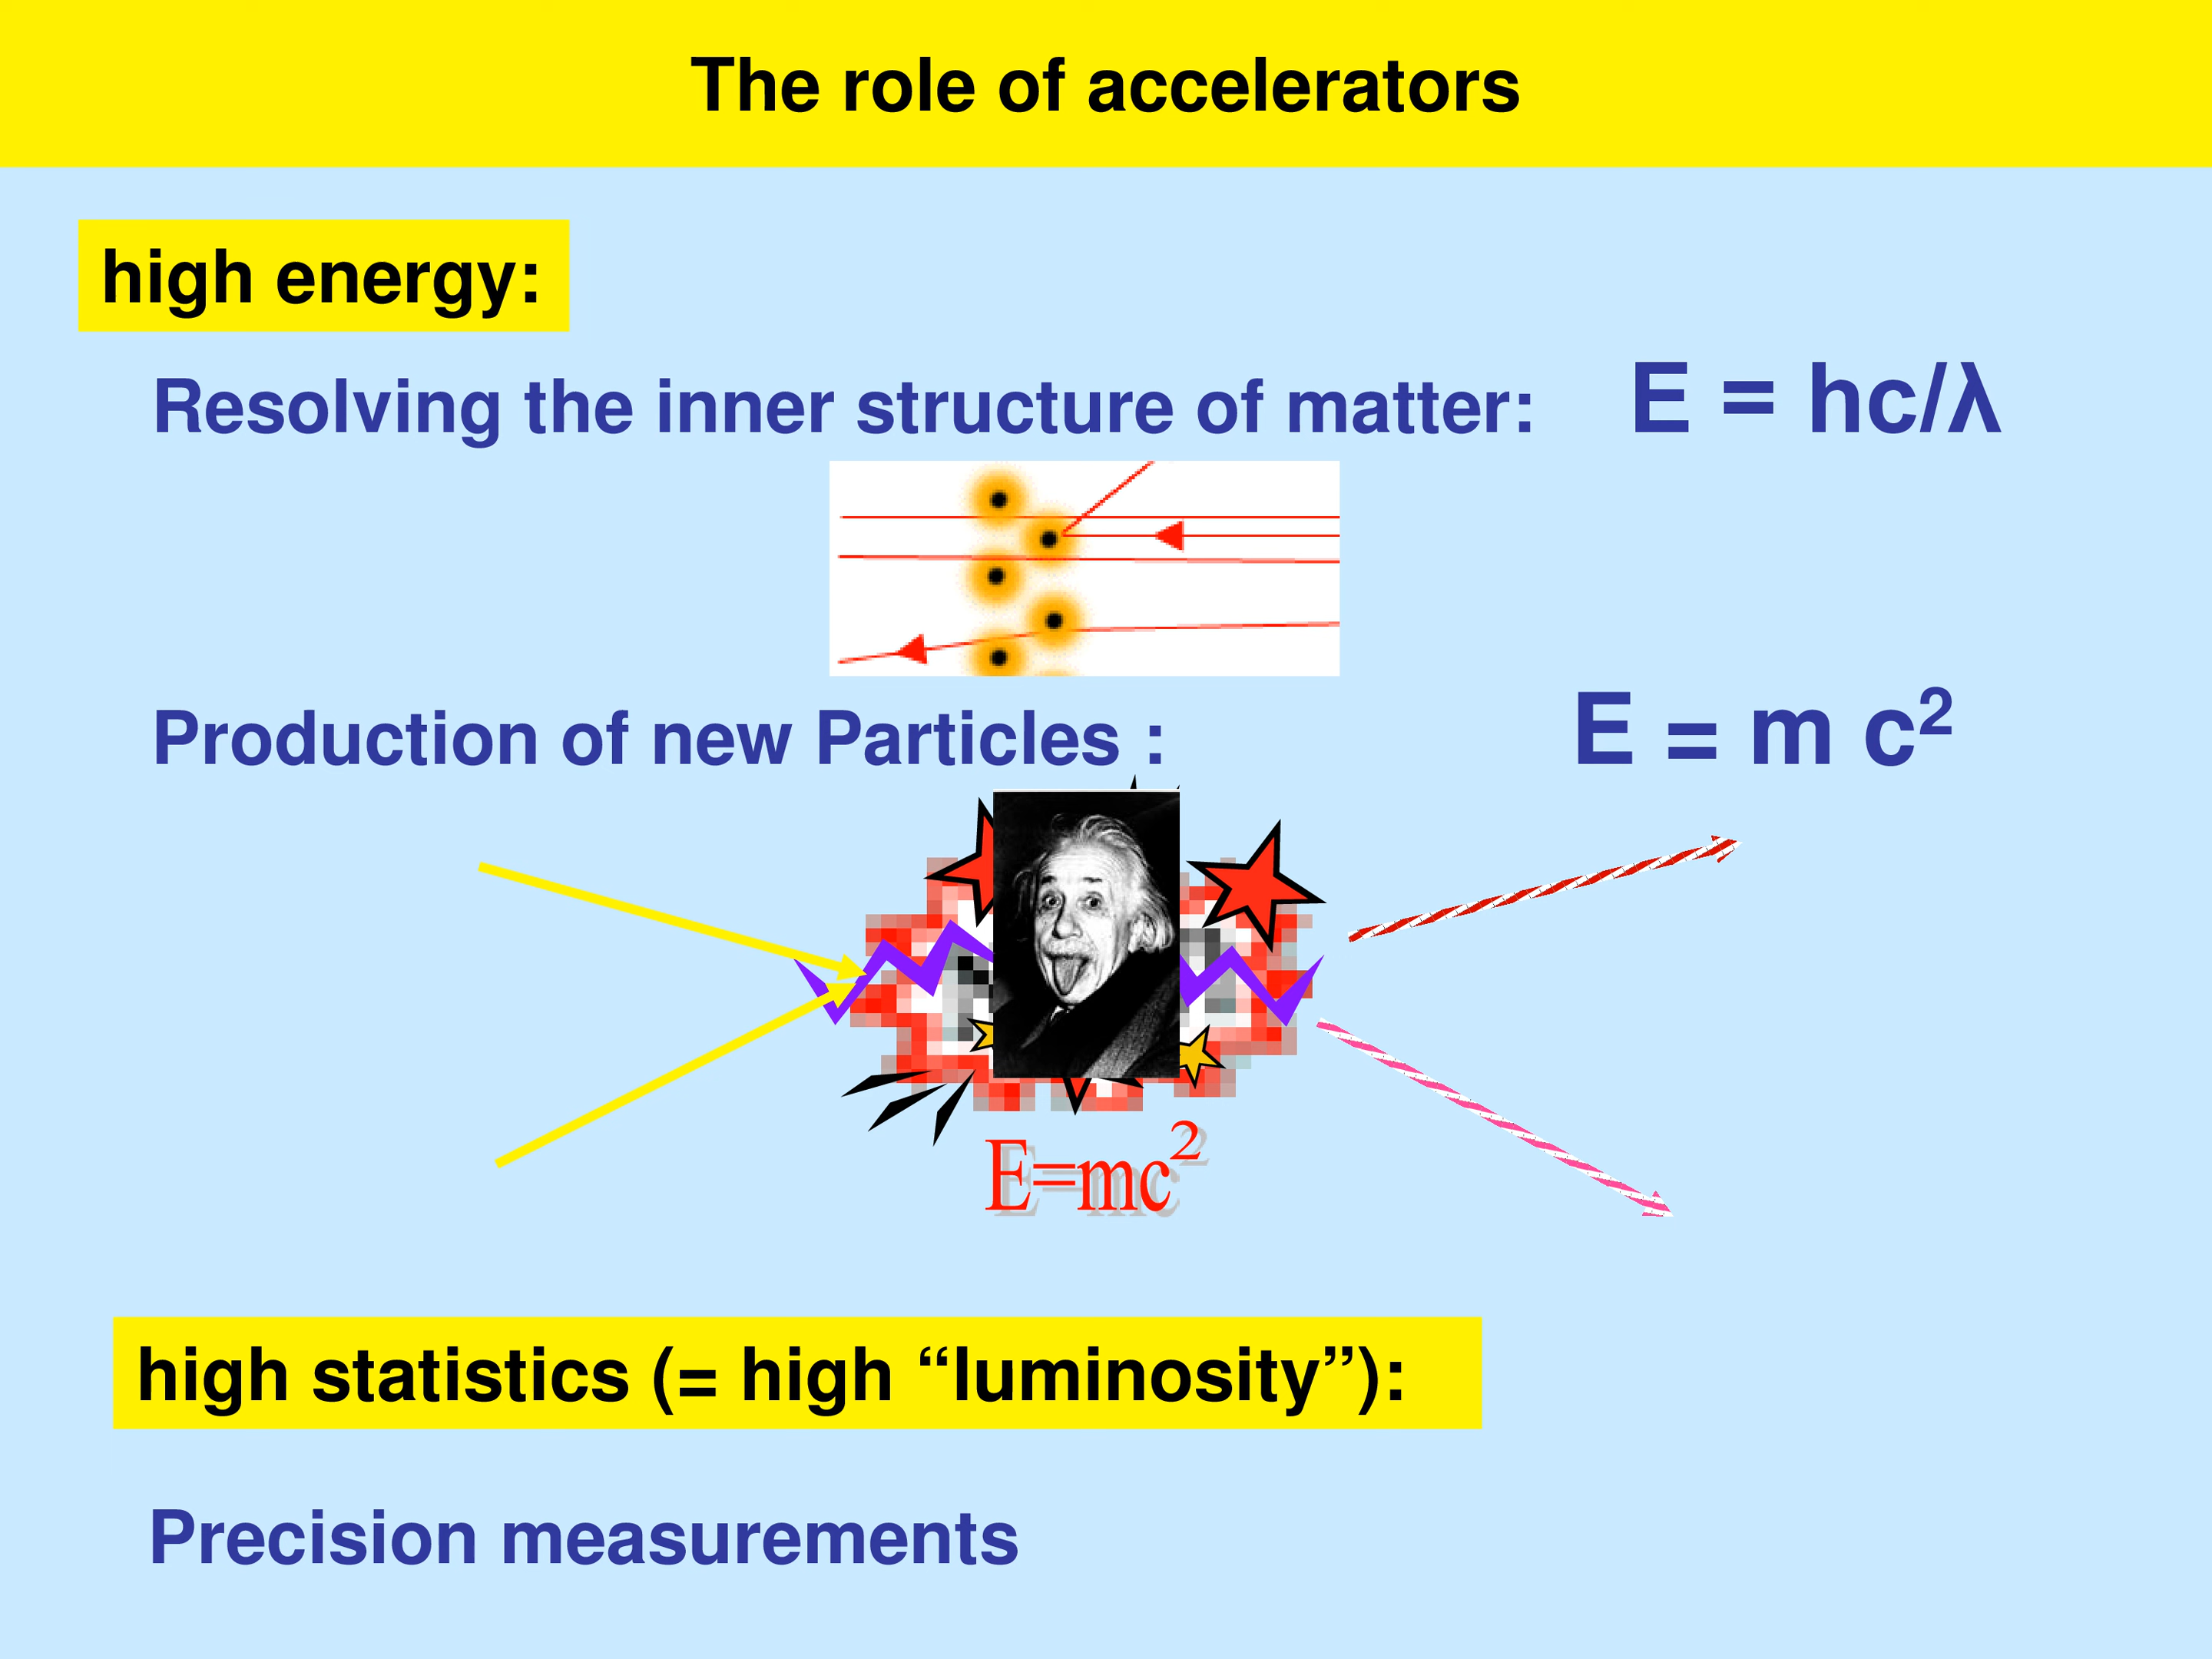 The role of accelerators
high energy:
Resolving the inner structure of matter: E = hc/λ
Production of new Particles : E = m c²
E=mc²
high statistics (= high “luminosity”):
Precision measurements